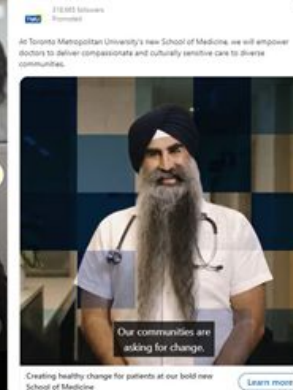 318,983 followers
Promoted
At Toronto Metropolitan University's new School of Medicine, we will empower
doctors to deliver compassionate and culturally sensitive care to diverse
communities.
Our communities are
asking for change.
Creating healthy change for patients at our bold new
School of Medicine
Learn more